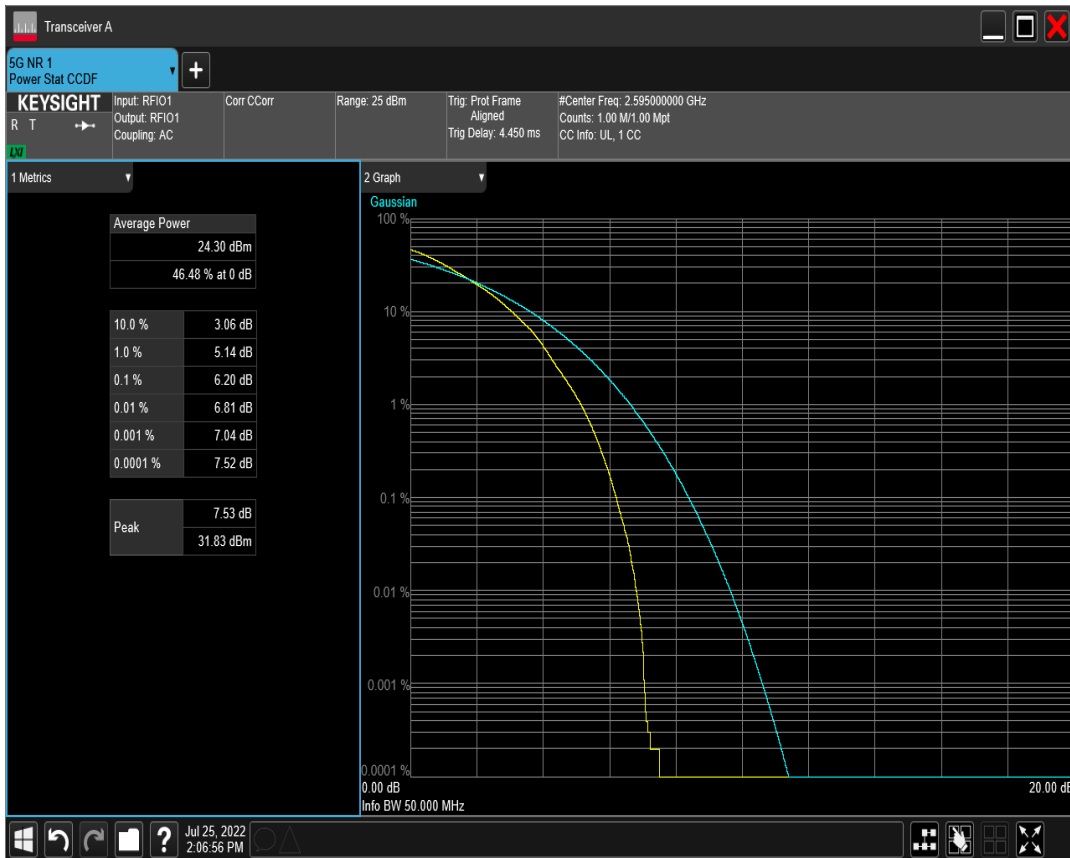 Transceiver A
5G NR 1
Power Stat CCDF
KEYSIGHT
R T
LXI
Input: RFIO1
Output: RFIO1
Coupling: AC
Corr CCorr
Range: 25 dBm
Trig: Prot Frame
Aligned
Trig Delay: 4.450 ms
#Center Freq: 2.595000000 GHz
Counts: 1.00 M/1.00 Mpt
CC Info: UL, 1 CC
1 Metrics
Average Power
24.30 dBm
46.48 % at 0 dB
10.0 % 3.06 dB
1.0 % 5.14 dB
0.1 % 6.20 dB
0.01 % 6.81 dB
0.001 % 7.04 dB
0.0001 % 7.52 dB
Peak
7.53 dB
31.83 dBm
2 Graph
Gaussian
100 %
10 %
1 %
0.1 %
0.01 %
0.001 %
0.0001 %
0.00 dB 20.00 dB
Info BW 50.000 MHz
?
Jul 25, 2022
2:06:56 PM